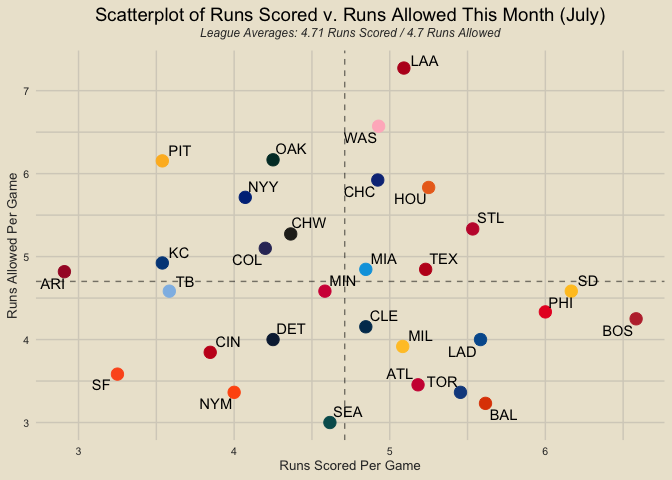 Scatterplot of Runs Scored v. Runs Allowed This Month (July)
League Averages: 4.71 Runs Scored / 4.7 Runs Allowed
LAA
7
WAS
PIT
OAK
6
CHC
HOU
NYY
STL
CHW
COL
KC
MIA
TEX
5
ARI
TB
MIN
SD
PHI
BOS
CLE
DET
MIL
LAD
4
CIN
SF
ATL
TOR
NYM
BAL
SEA
3
Runs Allowed Per Game
3
4
5
6
Runs Scored Per Game